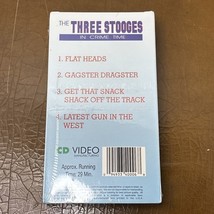 THE THREE STOOGES
IN CRIME TIME
1. FLAT HEADS
2. GAGSTER DRAGSTER
3. GET THAT SNACK
SHACK OFF THE TRACK
4. LATEST GUN IN THE
WEST
CD VIDEO
Approx. Running
Time: 29 Min.